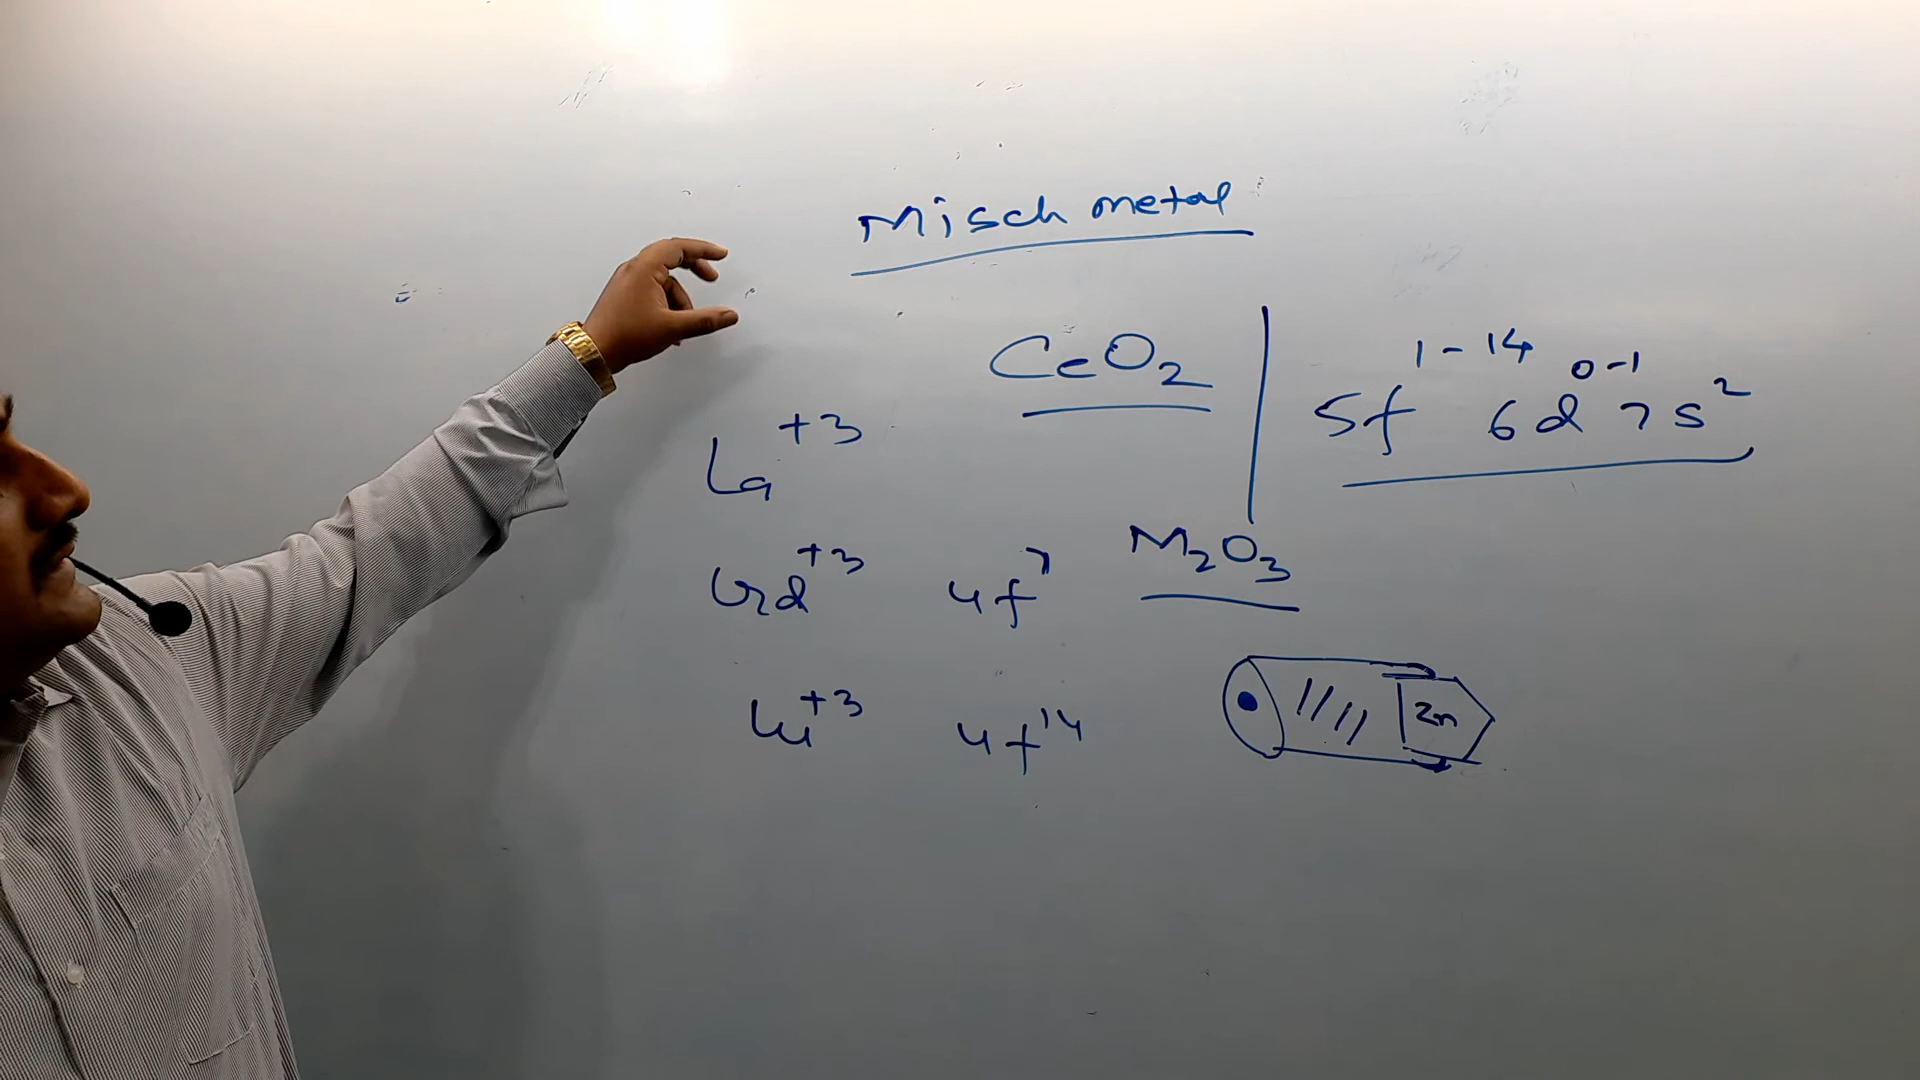 Misch metal
CeO₂
5f¹⁻¹⁴ 6d⁰⁻¹ 7s²
La⁺³
Gd⁺³ 4f⁷ M₂O₃
Lu⁺³ 4f¹⁴ Zn